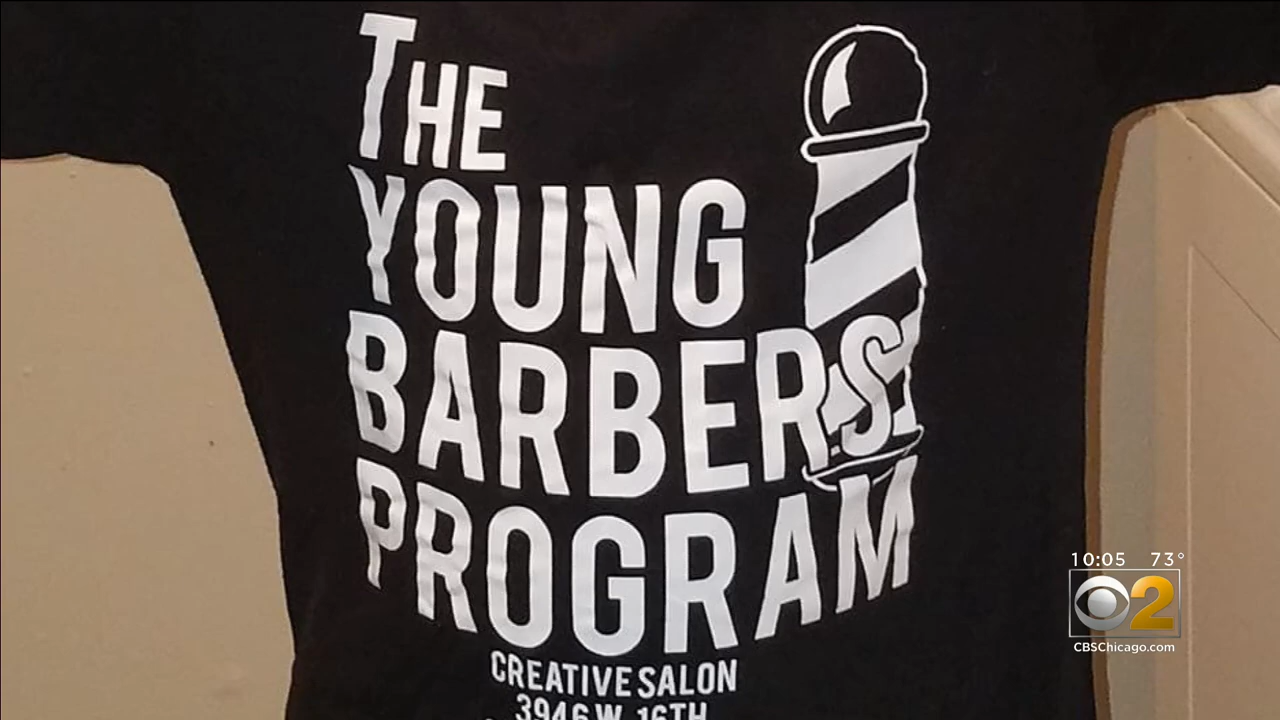 THE
YOUNG
BARBERS
PROGRAM
CREATIVE SALON
3946 W. 16TH
10:05 73°
2
CBSChicago.com